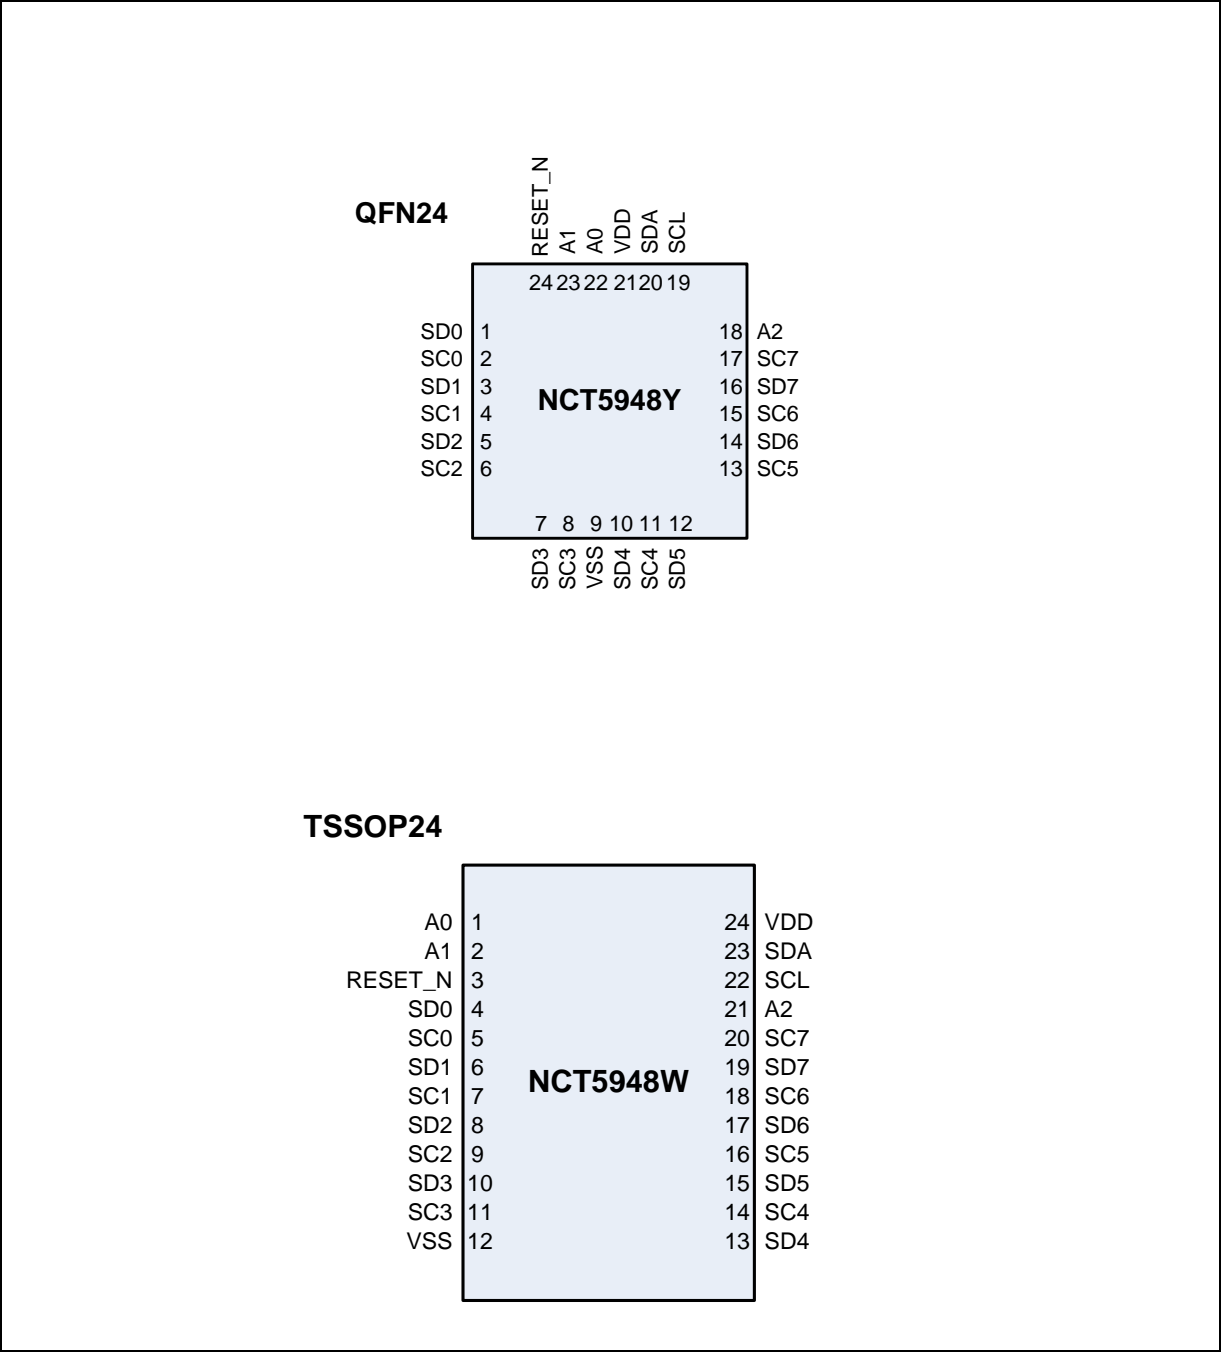 QFN24
RESET_N A1 A0 VDD SDA SCL
24 23 22 21 20 19
SD0 1 18 A2
SC0 2 17 SC7
SD1 3 16 SD7
NCT5948Y
SC1 4 15 SC6
SD2 5 14 SD6
SC2 6 13 SC5
7 8 9 10 11 12
SD3 SC3 VSS SD4 SC4 SD5
TSSOP24
A0 1 24 VDD
A1 2 23 SDA
RESET_N 3 22 SCL
SD0 4 21 A2
SC0 5 20 SC7
SD1 6 19 SD7
NCT5948W
SC1 7 18 SC6
SD2 8 17 SD6
SC2 9 16 SC5
SD3 10 15 SD5
SC3 11 14 SC4
VSS 12 13 SD4